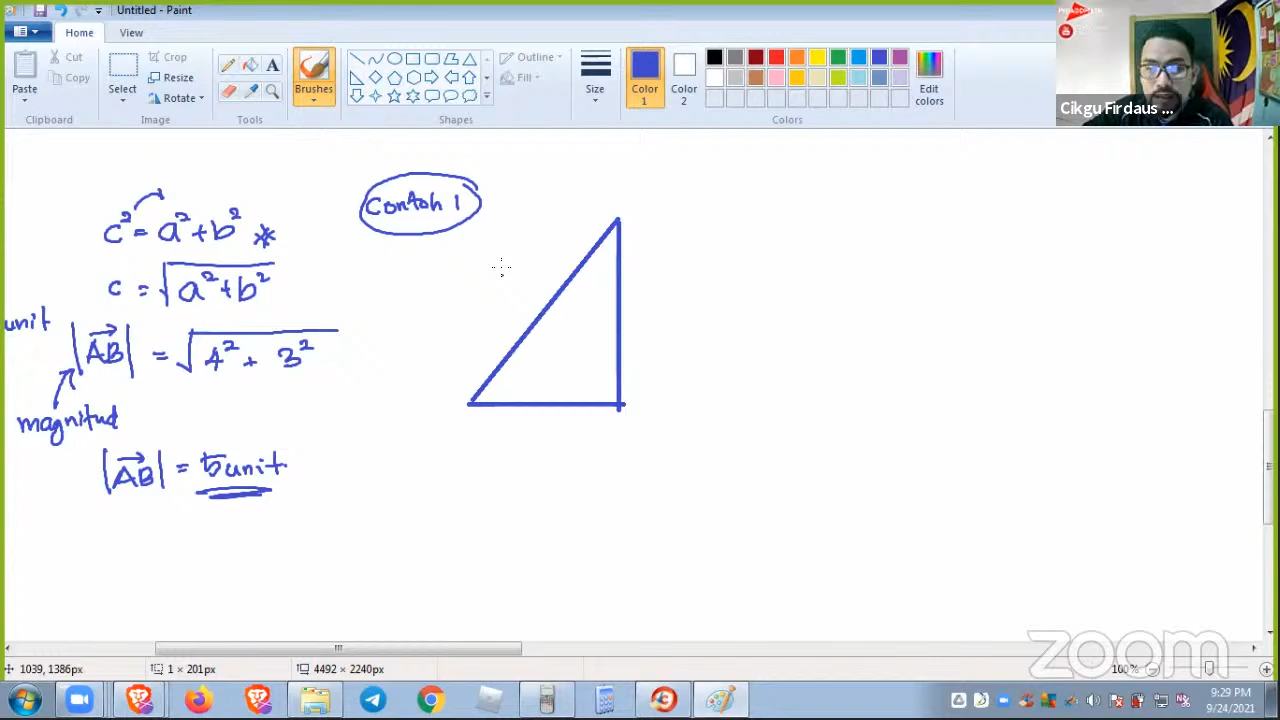 Untitled - Paint
Home
View
Paste
Cut
Copy
Clipboard
Select
Crop
Resize
Rotate
Image
Tools
Brushes
Shapes
Outline
Fill
Size
Color 1
Color 2
Edit colors
Colors
Cikgu Firdaus ...
c² = a² + b² *
c = √a² + b²
unit
|AB| = √4² + 3²
magnitud
|AB| = 5 unit
Contoh 1
zoom
1039, 1386px
1 × 201px
4492 × 2240px
100%
9:29 PM
9/24/2021